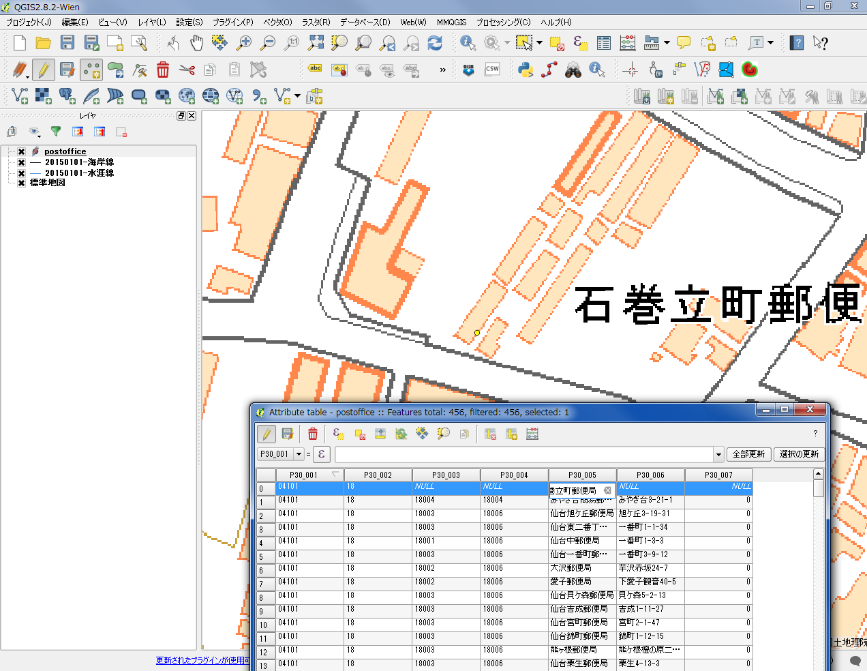 QGIS2.8.2-Wien
プロジェクト(J) 編集(E) ビュー(V) レイヤ(L) 設定(S) プラグイン(P) ベクタ(O) ラスタ(R) データベース(D) Web(W) MMQGIS プロセッシング(C) ヘルプ(H)
レイヤ
postoffice
20150101-海岸線
20150101-水涯線
標準地図
石巻立町郵便
Attribute table - postoffice :: Features total: 456, filtered: 456, selected: 1
P30_001 = ε 全部更新 選択の更新
P30_001 P30_002 P30_003 P30_004 P30_005 P30_006 P30_007
0 04101 18 NULL NULL 巻立町郵便局 NULL NULL
1 04101 18 18004 18004 みやぎ台3-21-1 0
2 04101 18 18003 18006 仙台旭ケ丘郵便局 旭ケ丘3-19-31 0
3 04101 18 18003 18006 仙台東二番丁… 一番町1-1-34 0
4 04101 18 18001 18006 仙台中郵便局 一番町1-3-3 0
5 04101 18 18003 18006 仙台一番町郵… 一番町3-9-12 0
6 04101 18 18002 18006 大沢郵便局 芋沢赤坂24-7 0
7 04101 18 18002 18006 愛子郵便局 下愛子観音40-5 0
8 04101 18 18003 18006 仙台貝ケ森郵便局 貝ケ森5-2-13 0
9 04101 18 18003 18006 仙台吉成郵便局 吉成1-11-27 0
10 04101 18 18003 18006 仙台宮町郵便局 宮町2-1-47 0
11 04101 18 18003 18006 仙台錦町郵便局 錦町1-12-15 0
12 04101 18 18003 18006 熊ケ根郵便局 熊ケ根檀の原二… 0
13 04101 18 18003 18006 仙台栗生郵便局 栗生4-13-3 0
更新されたプラグインが使用可
土地理